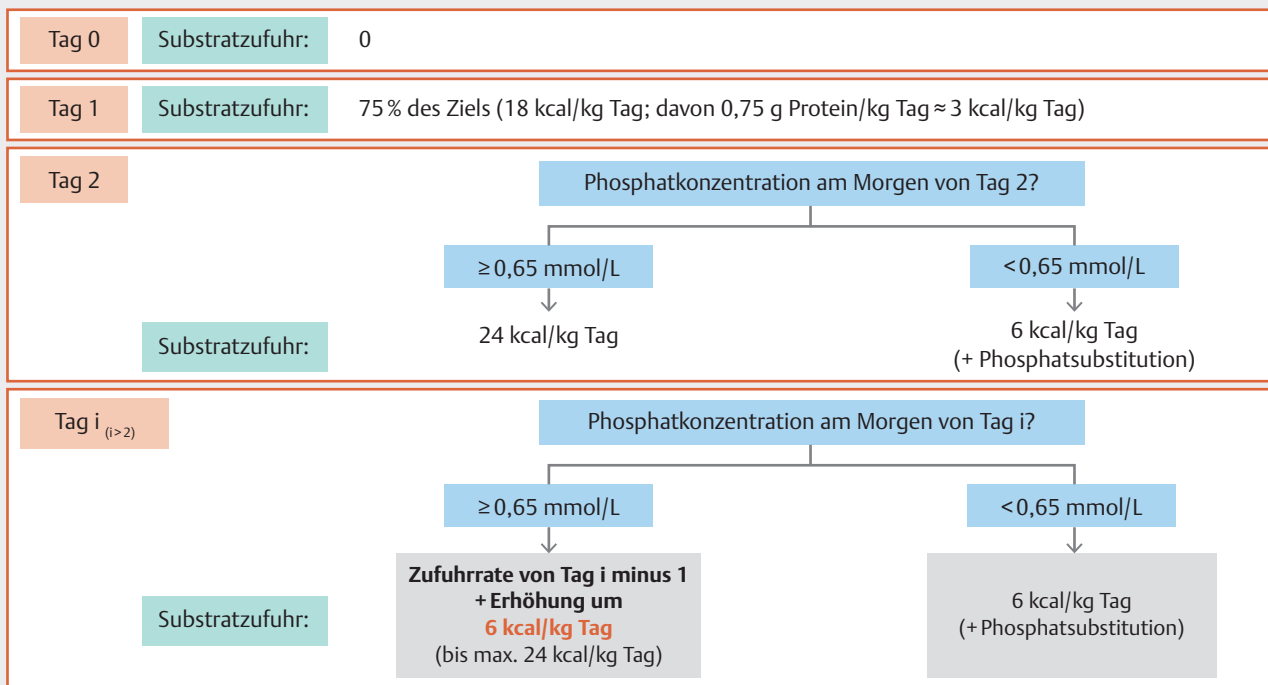 Tag 0 Substratzufuhr: 0
Tag 1 Substratzufuhr: 75 % des Ziels (18 kcal/kg Tag; davon 0,75 g Protein/kg Tag ≈ 3 kcal/kg Tag)
Tag 2 Phosphatkonzentration am Morgen von Tag 2?
≥ 0,65 mmol/L < 0,65 mmol/L
Substratzufuhr: 24 kcal/kg Tag 6 kcal/kg Tag
(+ Phosphatsubstitution)
Tag i (i>2) Phosphatkonzentration am Morgen von Tag i?
≥ 0,65 mmol/L < 0,65 mmol/L
Substratzufuhr:
Zufuhrrate von Tag i minus 1
+ Erhöhung um
6 kcal/kg Tag
(bis max. 24 kcal/kg Tag)
6 kcal/kg Tag
(+ Phosphatsubstitution)